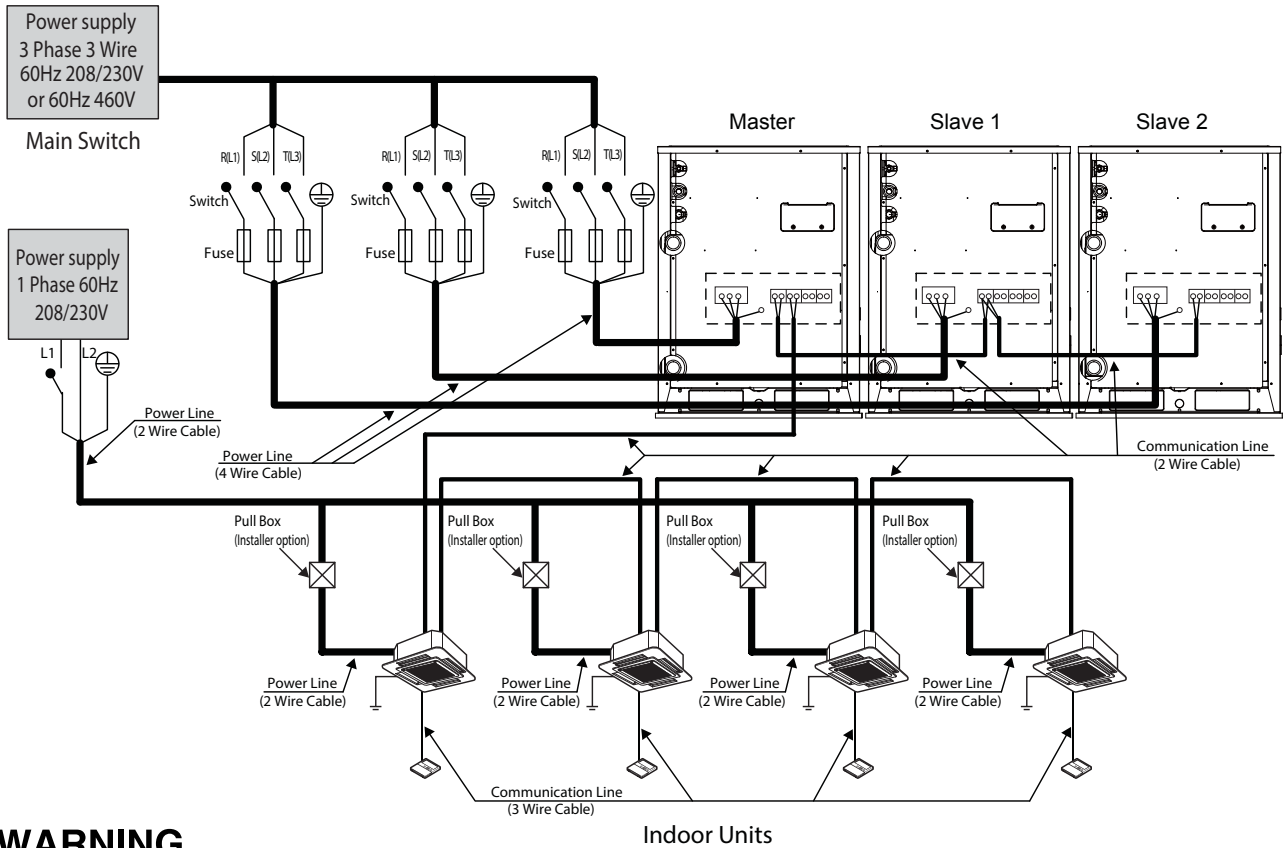 Power supply
3 Phase 3 Wire
60Hz 208/230V
or 60Hz 460V
Main Switch
Master
Slave 1
Slave 2
R(L1) S(L2) T(L3)
R(L1) S(L2) T(L3)
R(L1) S(L2) T(L3)
Switch
Switch
Switch
Fuse
Fuse
Fuse
Power supply
1 Phase 60Hz
208/230V
L1
L2
Power Line
(2 Wire Cable)
Power Line
(4 Wire Cable)
Communication Line
(2 Wire Cable)
Pull Box
(Installer option)
Pull Box
(Installer option)
Pull Box
(Installer option)
Pull Box
(Installer option)
Power Line
(2 Wire Cable)
Power Line
(2 Wire Cable)
Power Line
(2 Wire Cable)
Power Line
(2 Wire Cable)
Communication Line
(3 Wire Cable)
Indoor Units
WARNING